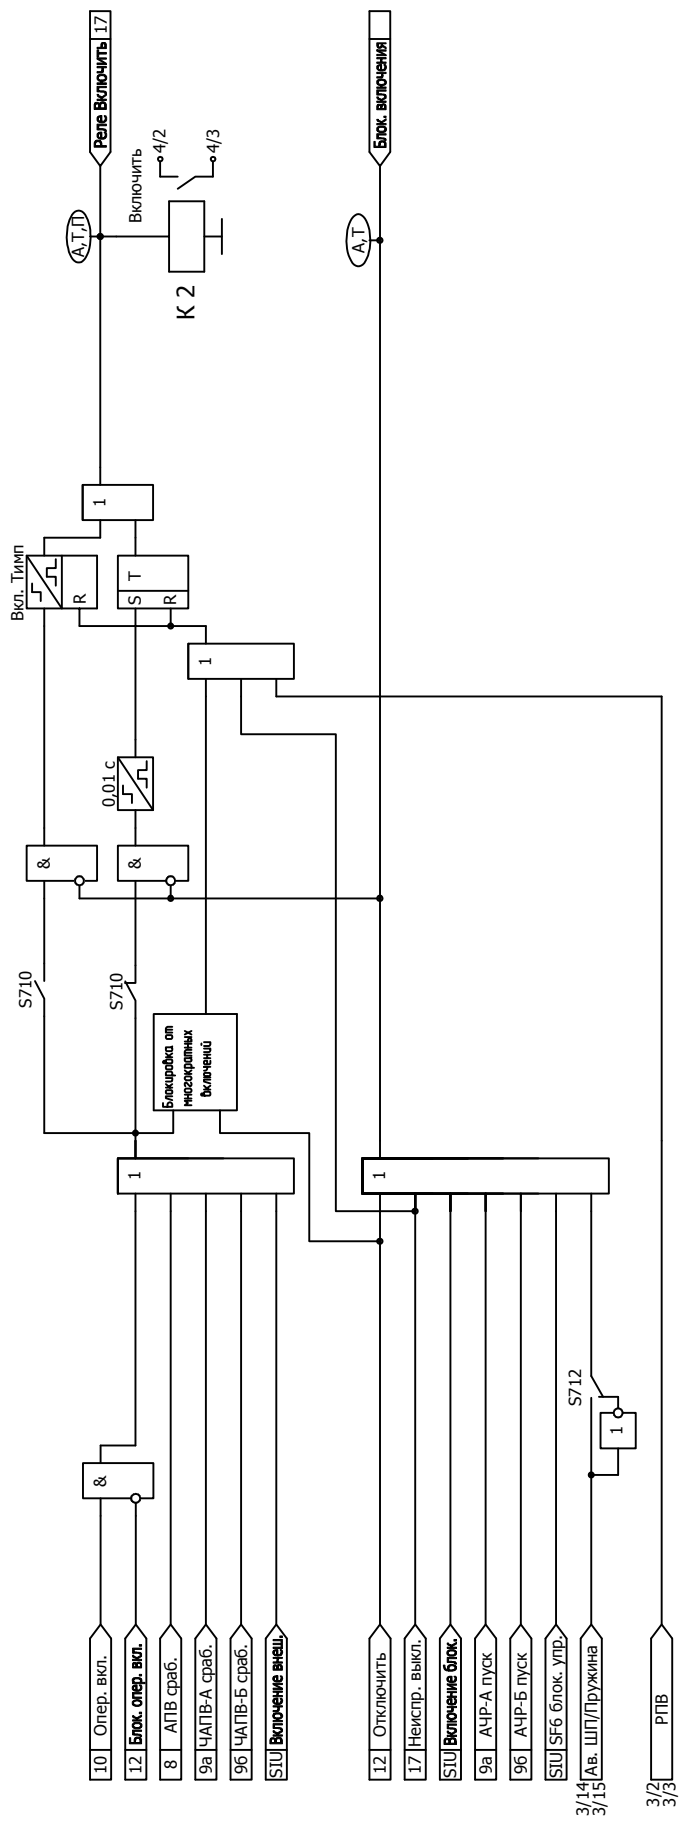 10 Опер. вкл.
12 Блок. опер. вкл.
8 АПВ сраб.
9а ЧАПВ-А сраб.
9б ЧАПВ-Б сраб.
SIU Включение внеш.
12 Отключить
17 Неиспр. выкл.
SIU Включение блок.
9а АЧР-А пуск
9б АЧР-Б пуск
SIU SF6 блок. упр.
3/14
3/15
Ав. ШП/Пружина
3/2
3/3
РПВ
&
1
S712
1
1
Блокировка от
многократных
включений
S710
S710
&
&
0,01 с
Вкл. Тимп
R
S T
R
1
1
К 2
А,Т,П
Включить
4/2
4/3
Реле Включить 17
А,Т
Блок. включения